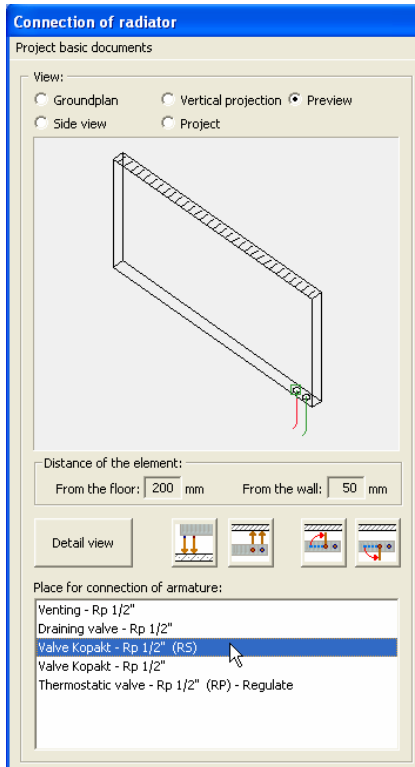 Connection of radiator
Project basic documents
View:
Groundplan Vertical projection Preview
Side view Project
Distance of the element:
From the floor: 200 mm From the wall: 50 mm
Detail view
Place for connection of armature:
Venting - Rp 1/2"
Draining valve - Rp 1/2"
Valve Kopakt - Rp 1/2" (RS)
Valve Kopakt - Rp 1/2"
Thermostatic valve - Rp 1/2" (RP) - Regulate